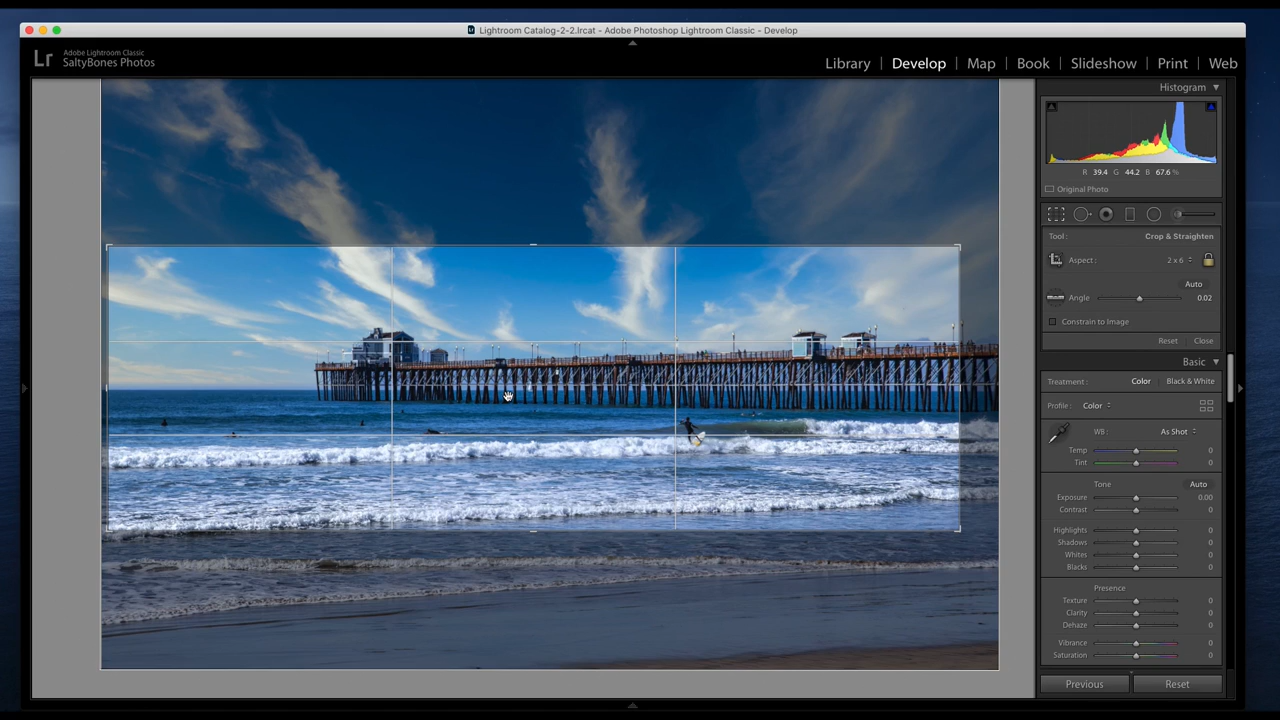 Lightroom Catalog-2-2.lrcat - Adobe Photoshop Lightroom Classic - Develop
Lr
Adobe Lightroom Classic
SaltyBones Photos
Library | Develop | Map | Book | Slideshow | Print | Web
Histogram
R 39.4 G 44.2 B 67.6 %
Original Photo
Tool: Crop & Straighten
Aspect: 2 x 6
Auto
Angle 0.02
Constrain to Image
Reset Close
Basic
Treatment: Color Black & White
Profile: Color
WB: As Shot
Temp 0
Tint 0
Tone Auto
Exposure 0.00
Contrast 0
Highlights 0
Shadows 0
Whites 0
Blacks 0
Presence
Texture 0
Clarity 0
Dehaze 0
Vibrance 0
Saturation 0
Previous Reset